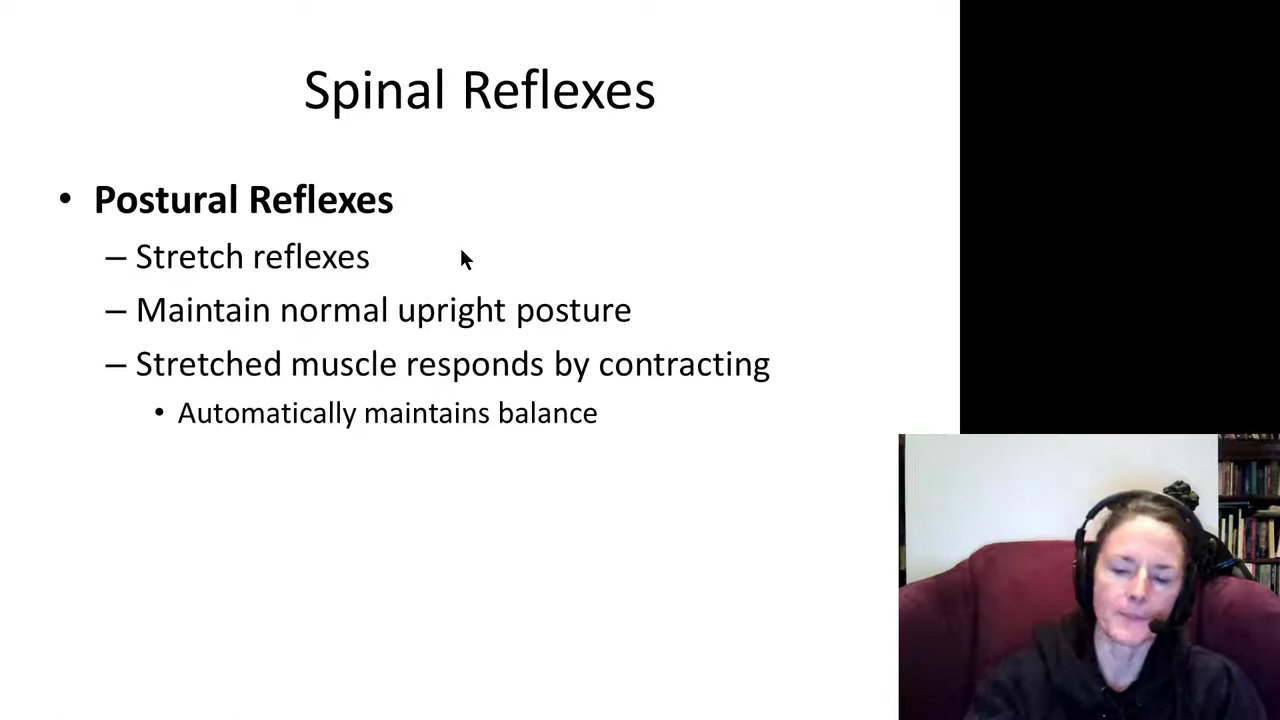 Spinal Reflexes
• Postural Reflexes
– Stretch reflexes
– Maintain normal upright posture
– Stretched muscle responds by contracting
• Automatically maintains balance